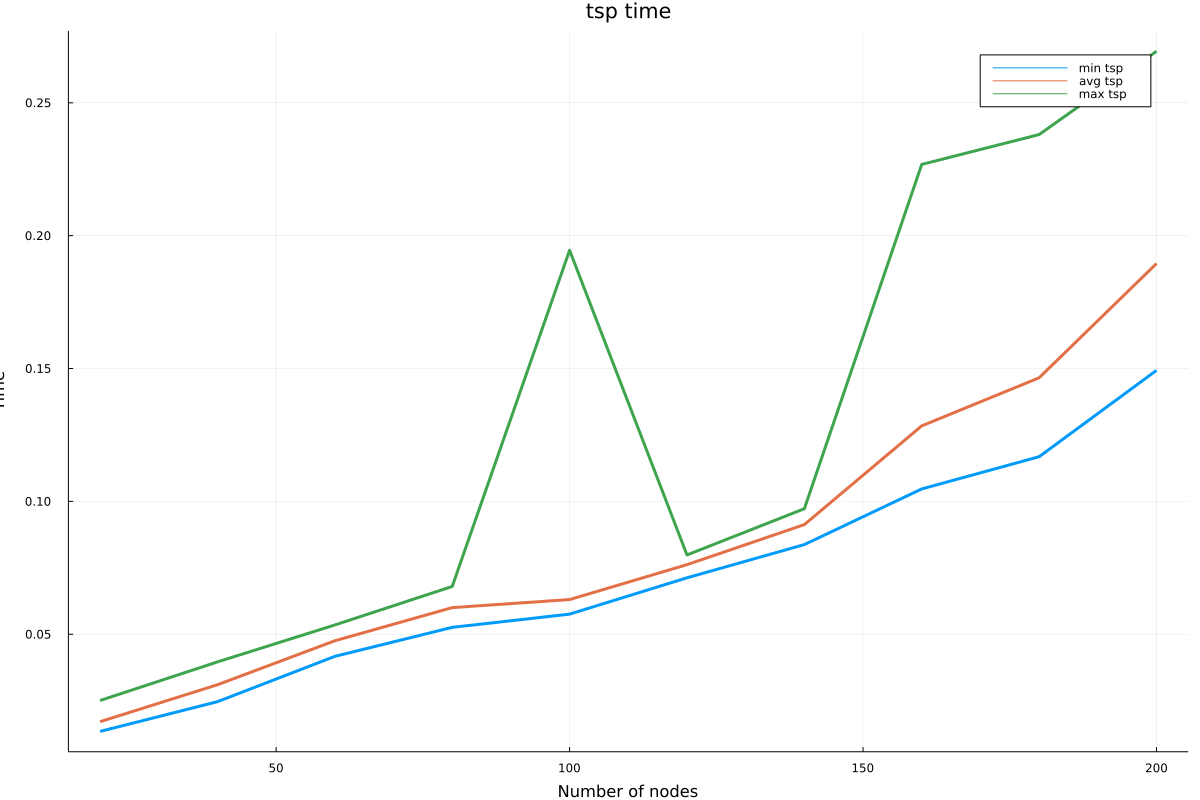 tsp time
min tsp
avg tsp
max tsp
0.25
0.20
0.15
0.10
0.05
50 100 150 200
Number of nodes